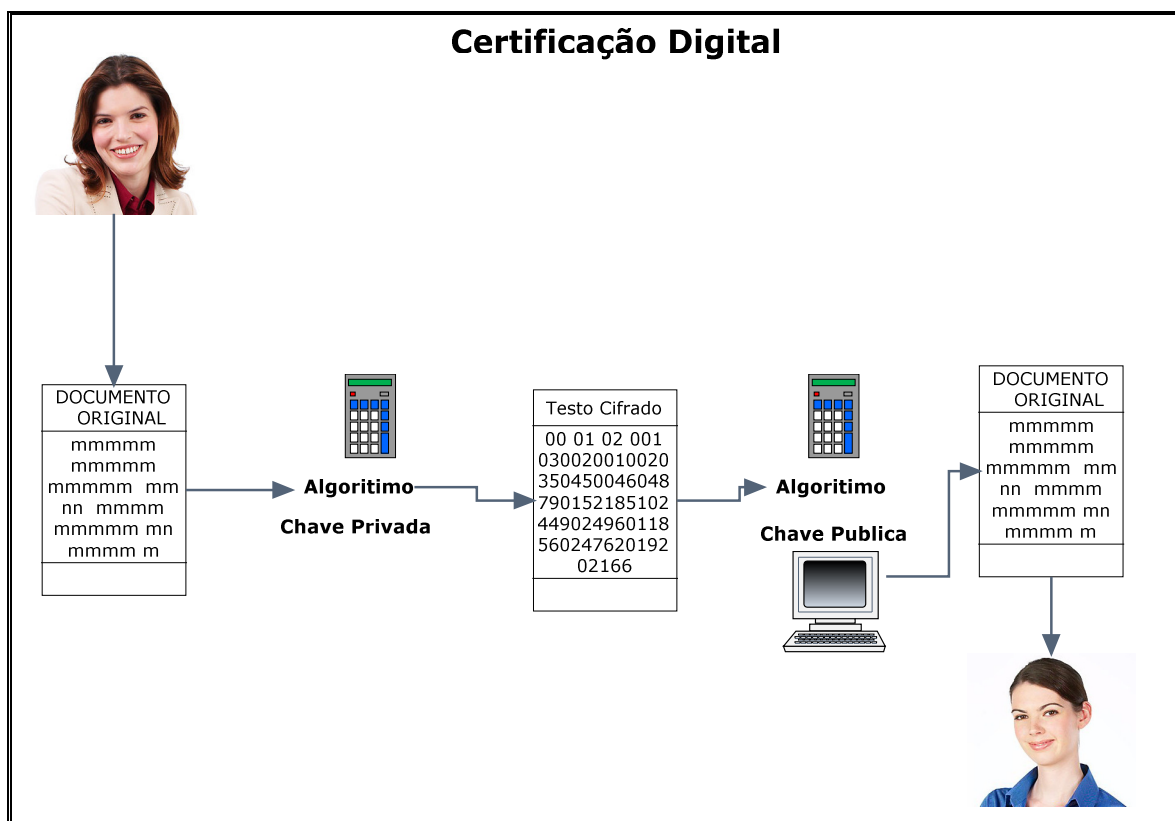 Certificação Digital
DOCUMENTO
ORIGINAL
mmmmm
mmmmm
mmmmm  mm
nn  mmmm
mmmmm mn
mmmm m
Algoritimo
Chave Privada
Testo Cifrado
00 01 02 001
030020010020
350450046048
790152185102
449024960118
560247620192
02166
Algoritimo
Chave Publica
DOCUMENTO
ORIGINAL
mmmmm
mmmmm
mmmmm  mm
nn  mmmm
mmmmm mn
mmmm m